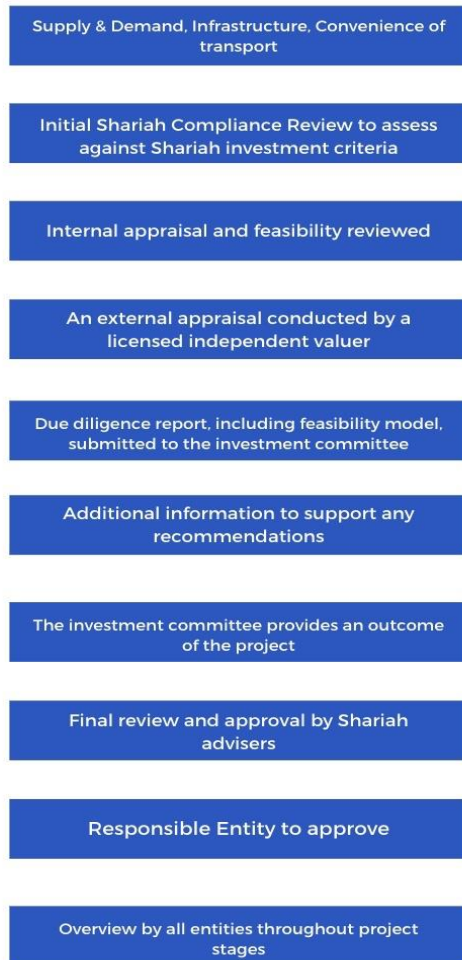 Supply & Demand, Infrastructure, Convenience of
transport
Initial Shariah Compliance Review to assess
against Shariah investment criteria
Internal appraisal and feasibility reviewed
An external appraisal conducted by a
licensed independent valuer
Due diligence report, including feasibility model,
submitted to the investment committee
Additional information to support any
recommendations
The investment committee provides an outcome
of the project
Final review and approval by Shariah
advisers
Responsible Entity to approve
Overview by all entities throughout project
stages